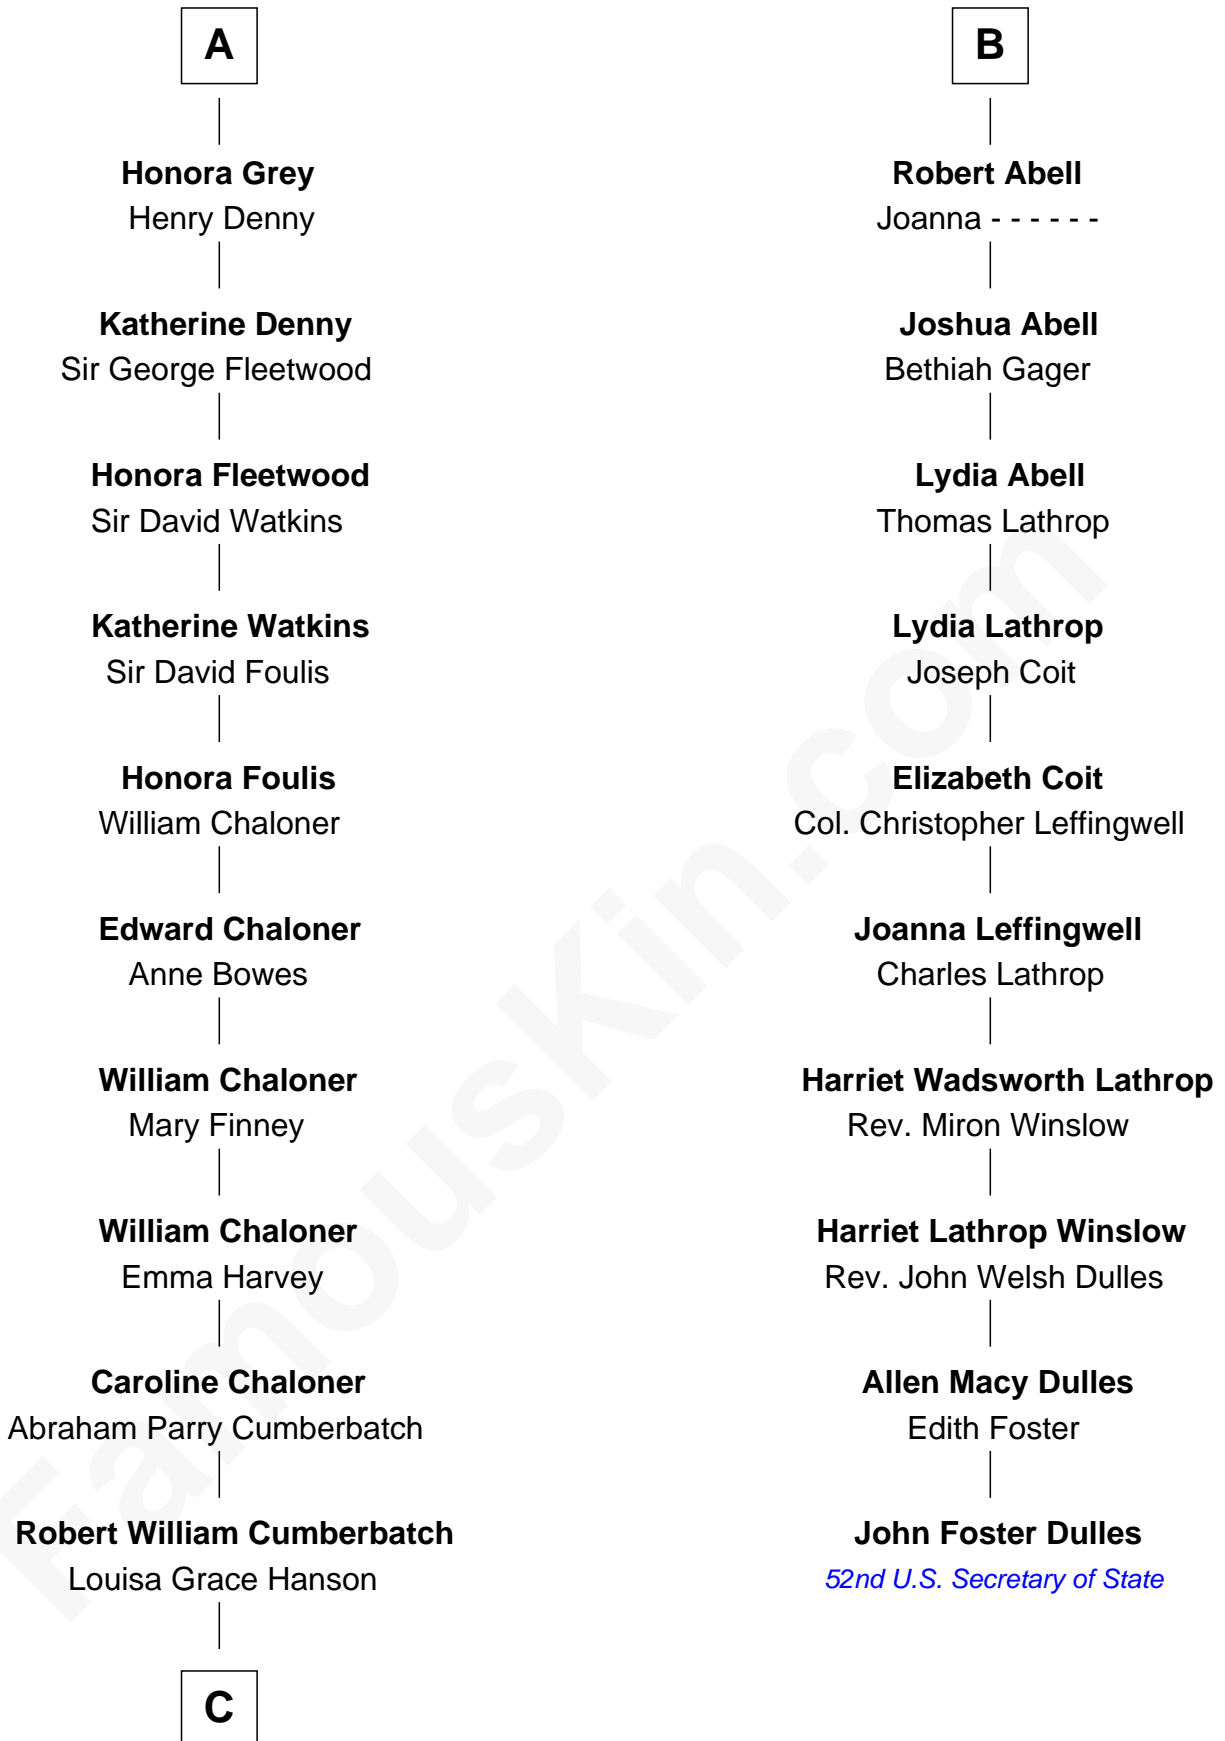 A
Honora Grey
Henry Denny
Katherine Denny
Sir George Fleetwood
Honora Fleetwood
Sir David Watkins
Katherine Watkins
Sir David Foulis
Honora Foulis
William Chaloner
Edward Chaloner
Anne Bowes
William Chaloner
Mary Finney
William Chaloner
Emma Harvey
Caroline Chaloner
Abraham Parry Cumberbatch
Robert William Cumberbatch
Louisa Grace Hanson
C
B
Robert Abell
Joanna - - - - - -
Joshua Abell
Bethiah Gager
Lydia Abell
Thomas Lathrop
Lydia Lathrop
Joseph Coit
Elizabeth Coit
Col. Christopher Leffingwell
Joanna Leffingwell
Charles Lathrop
Harriet Wadsworth Lathrop
Rev. Miron Winslow
Harriet Lathrop Winslow
Rev. John Welsh Dulles
Allen Macy Dulles
Edith Foster
John Foster Dulles
52nd U.S. Secretary of State
FamousKin.com